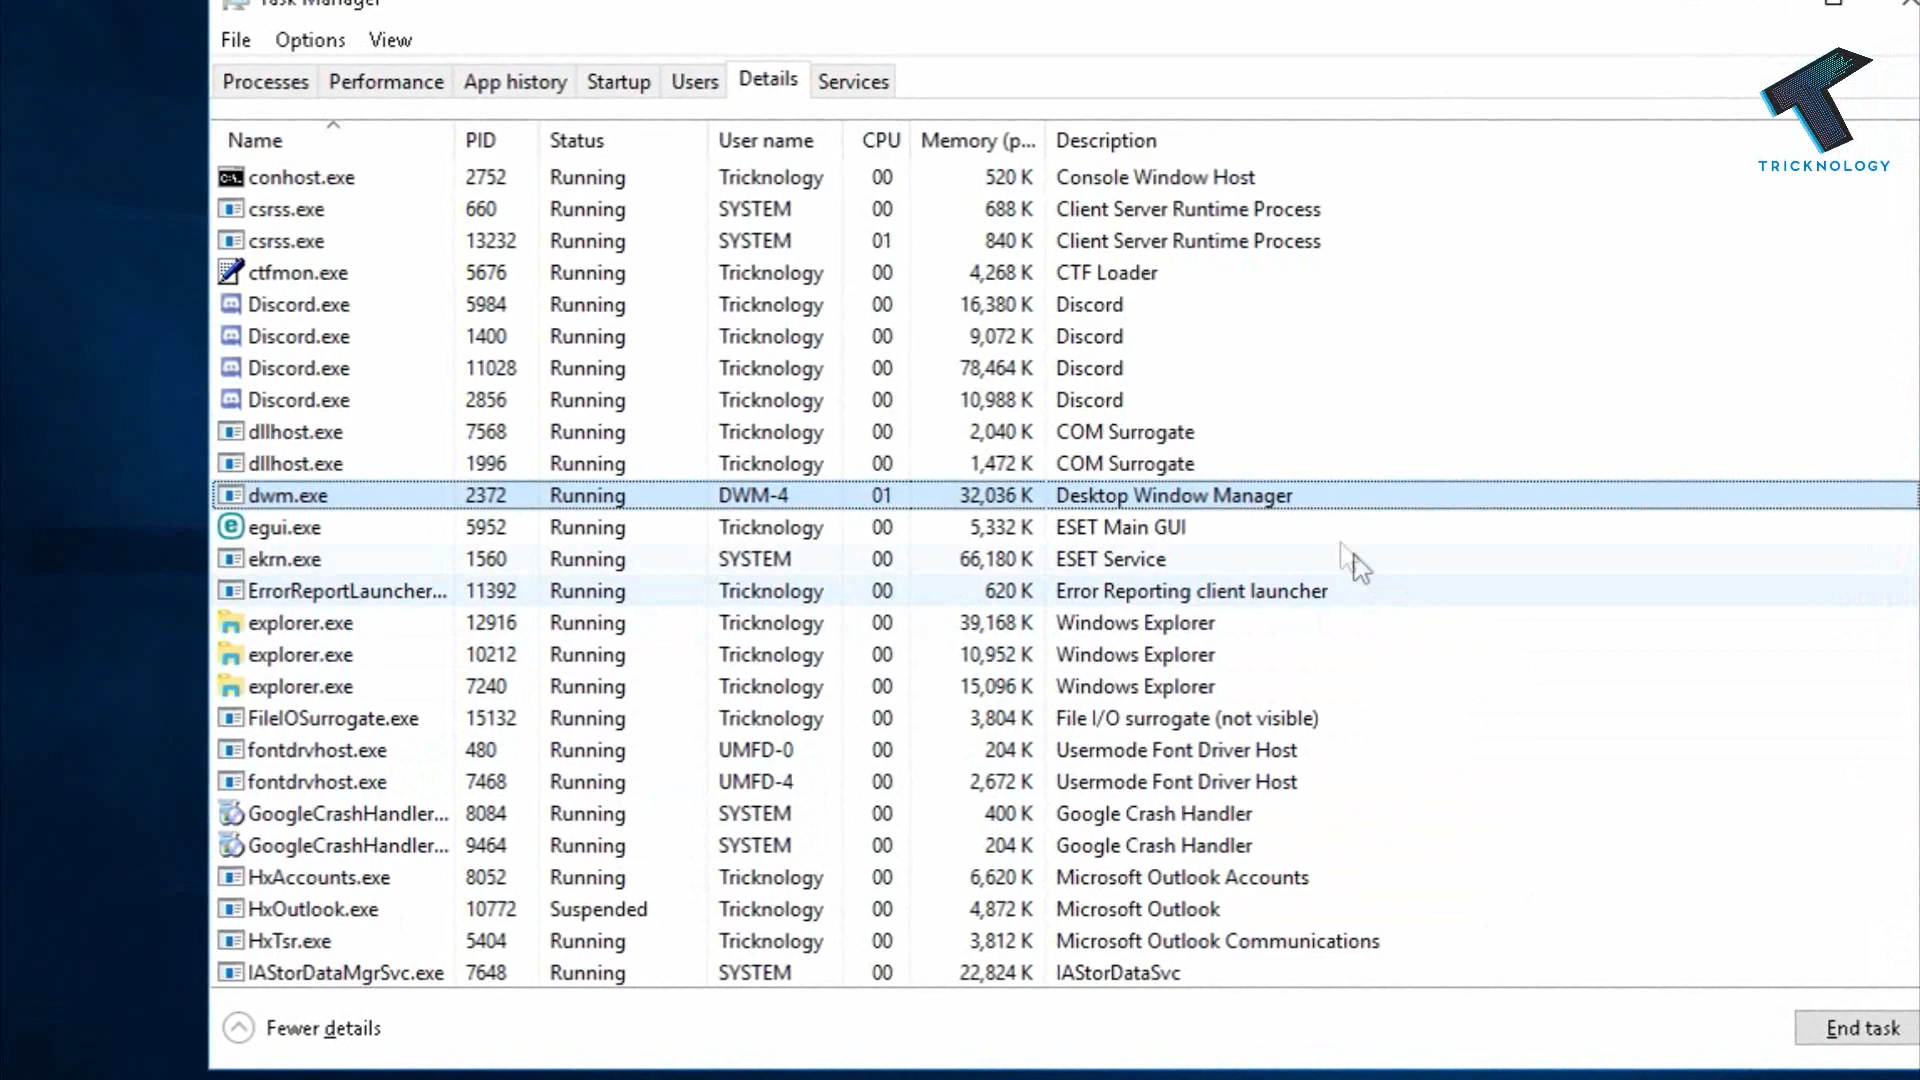 Task Manager
File Options View
Processes Performance App history Startup Users Details Services
TRICKNOLOGY
Name PID Status User name CPU Memory (p... Description
conhost.exe 2752 Running Tricknology 00 520 K Console Window Host
csrss.exe 660 Running SYSTEM 00 688 K Client Server Runtime Process
csrss.exe 13232 Running SYSTEM 01 840 K Client Server Runtime Process
ctfmon.exe 5676 Running Tricknology 00 4,268 K CTF Loader
Discord.exe 5984 Running Tricknology 00 16,380 K Discord
Discord.exe 1400 Running Tricknology 00 9,072 K Discord
Discord.exe 11028 Running Tricknology 00 78,464 K Discord
Discord.exe 2856 Running Tricknology 00 10,988 K Discord
dllhost.exe 7568 Running Tricknology 00 2,040 K COM Surrogate
dllhost.exe 1996 Running Tricknology 00 1,472 K COM Surrogate
dwm.exe 2372 Running DWM-4 01 32,036 K Desktop Window Manager
egui.exe 5952 Running Tricknology 00 5,332 K ESET Main GUI
ekrn.exe 1560 Running SYSTEM 00 66,180 K ESET Service
ErrorReportLauncher... 11392 Running Tricknology 00 620 K Error Reporting client launcher
explorer.exe 12916 Running Tricknology 00 39,168 K Windows Explorer
explorer.exe 10212 Running Tricknology 00 10,952 K Windows Explorer
explorer.exe 7240 Running Tricknology 00 15,096 K Windows Explorer
FileIOSurrogate.exe 15132 Running Tricknology 00 3,804 K File I/O surrogate (not visible)
fontdrvhost.exe 480 Running UMFD-0 00 204 K Usermode Font Driver Host
fontdrvhost.exe 7468 Running UMFD-4 00 2,672 K Usermode Font Driver Host
GoogleCrashHandler... 8084 Running SYSTEM 00 400 K Google Crash Handler
GoogleCrashHandler... 9464 Running SYSTEM 00 204 K Google Crash Handler
HxAccounts.exe 8052 Running Tricknology 00 6,620 K Microsoft Outlook Accounts
HxOutlook.exe 10772 Suspended Tricknology 00 4,872 K Microsoft Outlook
HxTsr.exe 5404 Running Tricknology 00 3,812 K Microsoft Outlook Communications
IAStorDataMgrSvc.exe 7648 Running SYSTEM 00 22,824 K IAStorDataSvc
Fewer details
End task